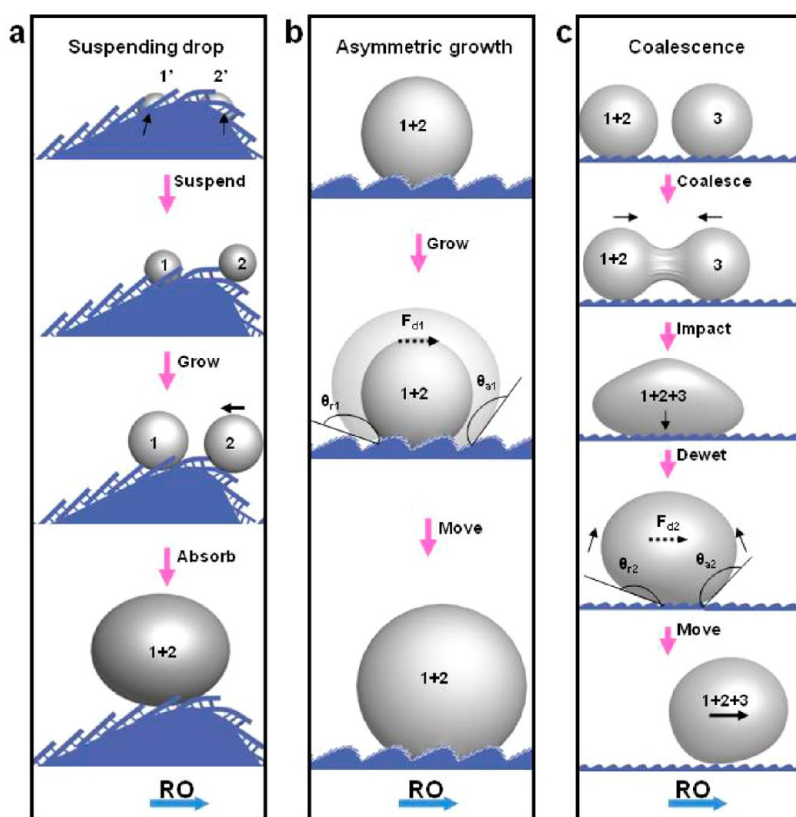 a
Suspending drop
1’ 2’
Suspend
1 2
Grow
1 2
Absorb
1+2
RO
b
Asymmetric growth
1+2
Grow
Fd1
1+2
θr1 θa1
Move
1+2
RO
c
Coalescence
1+2 3
Coalesce
1+2 3
Impact
1+2+3
Dewet
Fd2
θr2 θa2
Move
1+2+3
RO